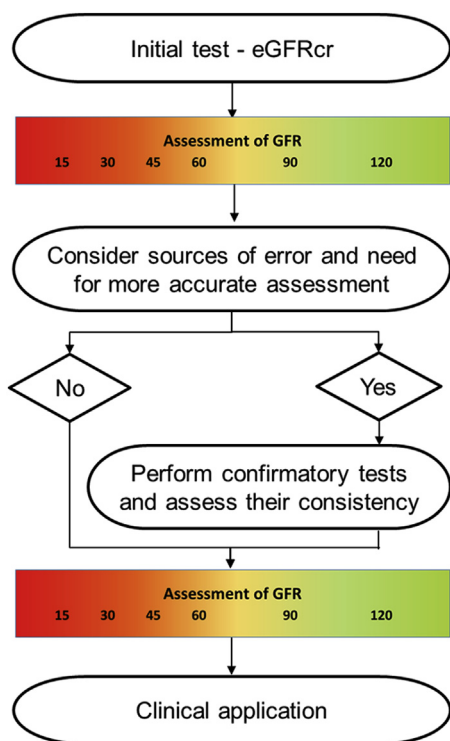 Initial test - eGFRcr
Assessment of GFR
15 30 45 60 90 120
Consider sources of error and need
for more accurate assessment
No
Yes
Perform confirmatory tests
and assess their consistency
Assessment of GFR
15 30 45 60 90 120
Clinical application